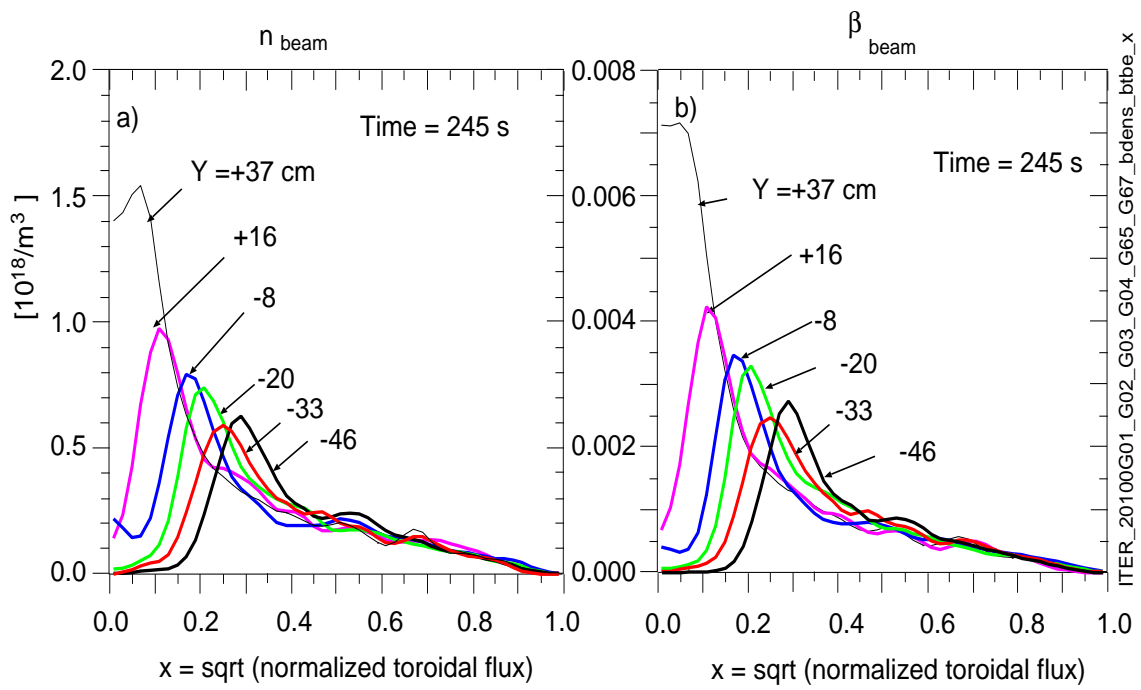 n beam
β beam
2.0
1.5
1.0
0.5
0.0
[10^18/m^3 ]
a)
Time = 245 s
Y =+37 cm
+16
-8
-20
-33
-46
0.0 0.2 0.4 0.6 0.8 1.0
x = sqrt (normalized toroidal flux)
0.008
0.006
0.004
0.002
0.000
b)
Time = 245 s
Y=+37 cm
+16
-8
-20
-33
-46
0.0 0.2 0.4 0.6 0.8 1.0
x = sqrt (normalized toroidal flux)
ITER_20100G01_G02_G03_G04_G65_G67_bdens_btbe_x